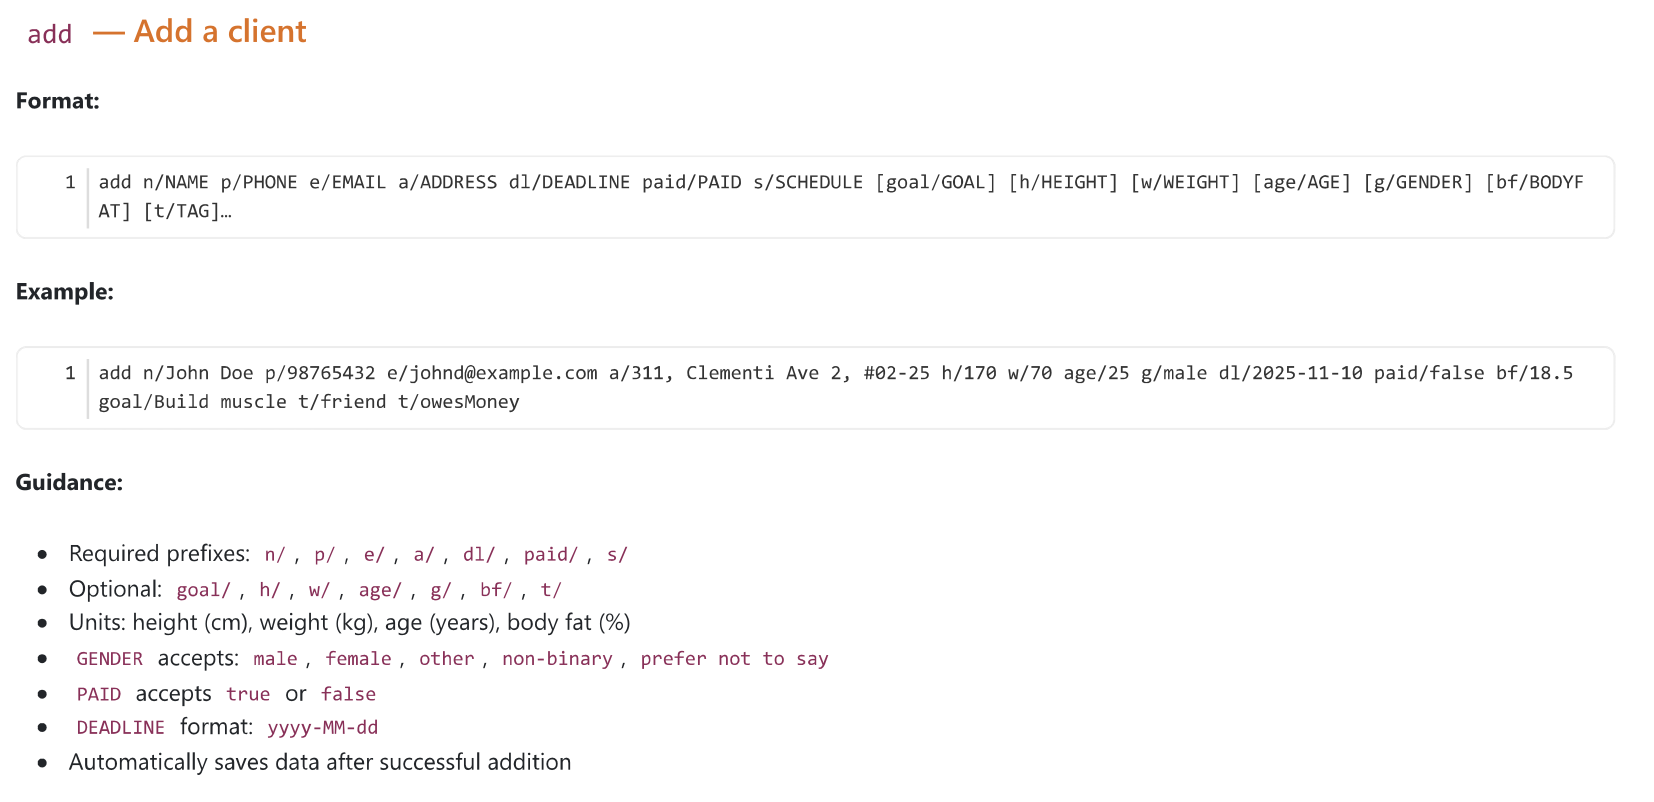 add — Add a client
Format:
1 add n/NAME p/PHONE e/EMAIL a/ADDRESS dl/DEADLINE paid/PAID s/SCHEDULE [goal/GOAL] [h/HEIGHT] [w/WEIGHT] [age/AGE] [g/GENDER] [bf/BODYF
AT] [t/TAG]…
Example:
1 add n/John Doe p/98765432 e/johnd@example.com a/311, Clementi Ave 2, #02-25 h/170 w/70 age/25 g/male dl/2025-11-10 paid/false bf/18.5
goal/Build muscle t/friend t/owesMoney
Guidance:
• Required prefixes: n/ , p/ , e/ , a/ , dl/ , paid/ , s/
• Optional: goal/ , h/ , w/ , age/ , g/ , bf/ , t/
• Units: height (cm), weight (kg), age (years), body fat (%)
• GENDER accepts: male , female , other , non-binary , prefer not to say
• PAID accepts true or false
• DEADLINE format: yyyy-MM-dd
• Automatically saves data after successful addition